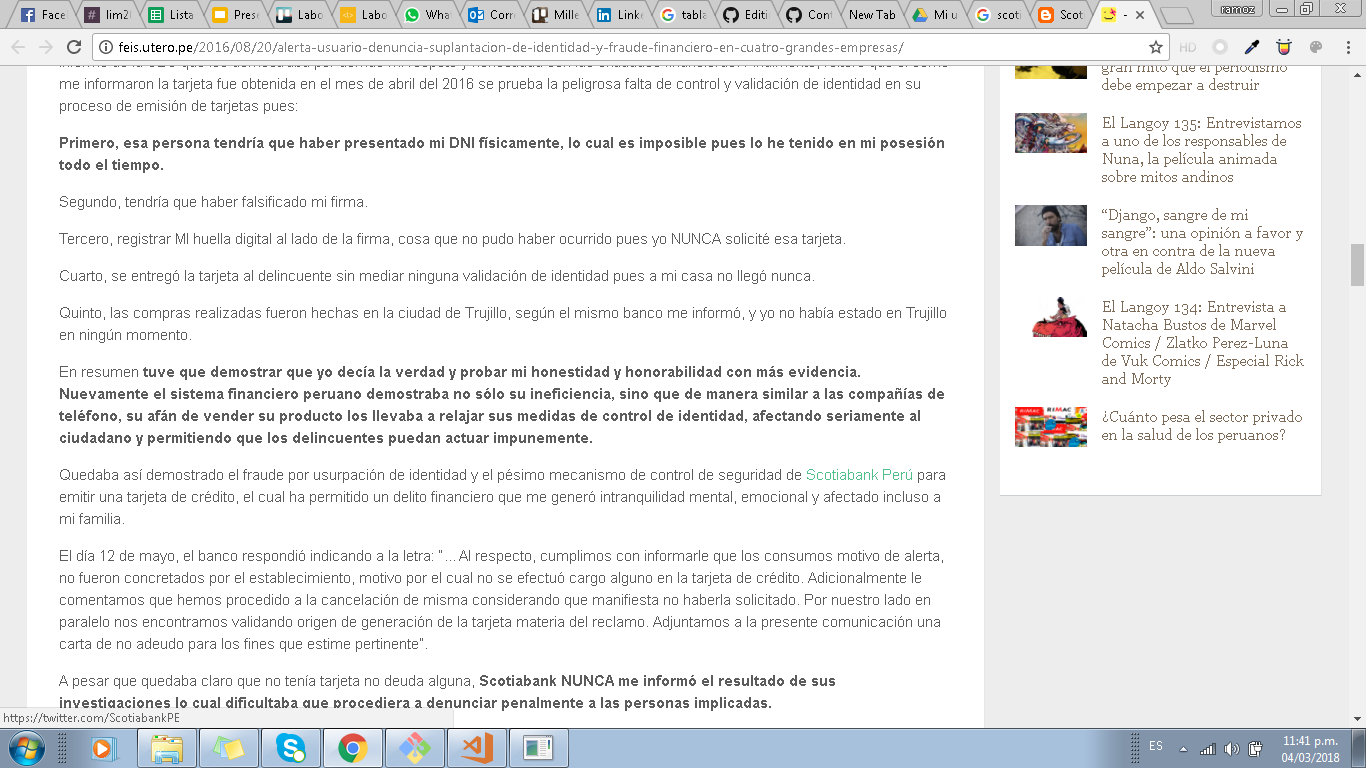 Face
lim2l
Lista
Pres
Labo
Labo
What
Corre
Mille
Linke
tabla
Editi
Cont
New Tab
Mi u
scoti
Scot
ramoz
feis.utero.pe/2016/08/20/alerta-usuario-denuncia-suplantacion-de-identidad-y-fraude-financiero-en-cuatro-grandes-empresas/
HD
me informaron la tarjeta fue obtenida en el mes de abril del 2016 se prueba la peligrosa falta de control y validación de identidad en su
proceso de emisión de tarjetas pues:
Primero, esa persona tendría que haber presentado mi DNI físicamente, lo cual es imposible pues lo he tenido en mi posesión
todo el tiempo.
Segundo, tendría que haber falsificado mi firma.
Tercero, registrar MI huella digital al lado de la firma, cosa que no pudo haber ocurrido pues yo NUNCA solicité esa tarjeta.
Cuarto, se entregó la tarjeta al delincuente sin mediar ninguna validación de identidad pues a mi casa no llegó nunca.
Quinto, las compras realizadas fueron hechas en la ciudad de Trujillo, según el mismo banco me informó, y yo no había estado en Trujillo
en ningún momento.
En resumen tuve que demostrar que yo decía la verdad y probar mi honestidad y honorabilidad con más evidencia.
Nuevamente el sistema financiero peruano demostraba no sólo su ineficiencia, sino que de manera similar a las compañías de
teléfono, su afán de vender su producto los llevaba a relajar sus medidas de control de identidad, afectando seriamente al
ciudadano y permitiendo que los delincuentes puedan actuar impunemente.
Quedaba así demostrado el fraude por usurpación de identidad y el pésimo mecanismo de control de seguridad de Scotiabank Perú para
emitir una tarjeta de crédito, el cual ha permitido un delito financiero que me generó intranquilidad mental, emocional y afectado incluso a
mi familia.
El día 12 de mayo, el banco respondió indicando a la letra: "... Al respecto, cumplimos con informarle que los consumos motivo de alerta,
no fueron concretados por el establecimiento, motivo por el cual no se efectuó cargo alguno en la tarjeta de crédito. Adicionalmente le
comentamos que hemos procedido a la cancelación de misma considerando que manifiesta no haberla solicitado. Por nuestro lado en
paralelo nos encontramos validando origen de generación de la tarjeta materia del reclamo. Adjuntamos a la presente comunicación una
carta de no adeudo para los fines que estime pertinente".
A pesar que quedaba claro que no tenía tarjeta no deuda alguna, Scotiabank NUNCA me informó el resultado de sus
investigaciones lo cual dificultaba que procediera a denunciar penalmente a las personas implicadas.
gran mito que el periodismo
debe empezar a destruir
El Langoy 135: Entrevistamos
a uno de los responsables de
Nuna, la película animada
sobre mitos andinos
"Django, sangre de mi
sangre": una opinión a favor y
otra en contra de la nueva
película de Aldo Salvini
El Langoy 134: Entrevista a
Natacha Bustos de Marvel
Comics / Zlatko Perez-Luna
de Vuk Comics / Especial Rick
and Morty
RIMAC
¿Cuánto pesa el sector privado
en la salud de los peruanos?
https://twitter.com/ScotiabankPE
ES
11:41 p.m.
04/03/2018